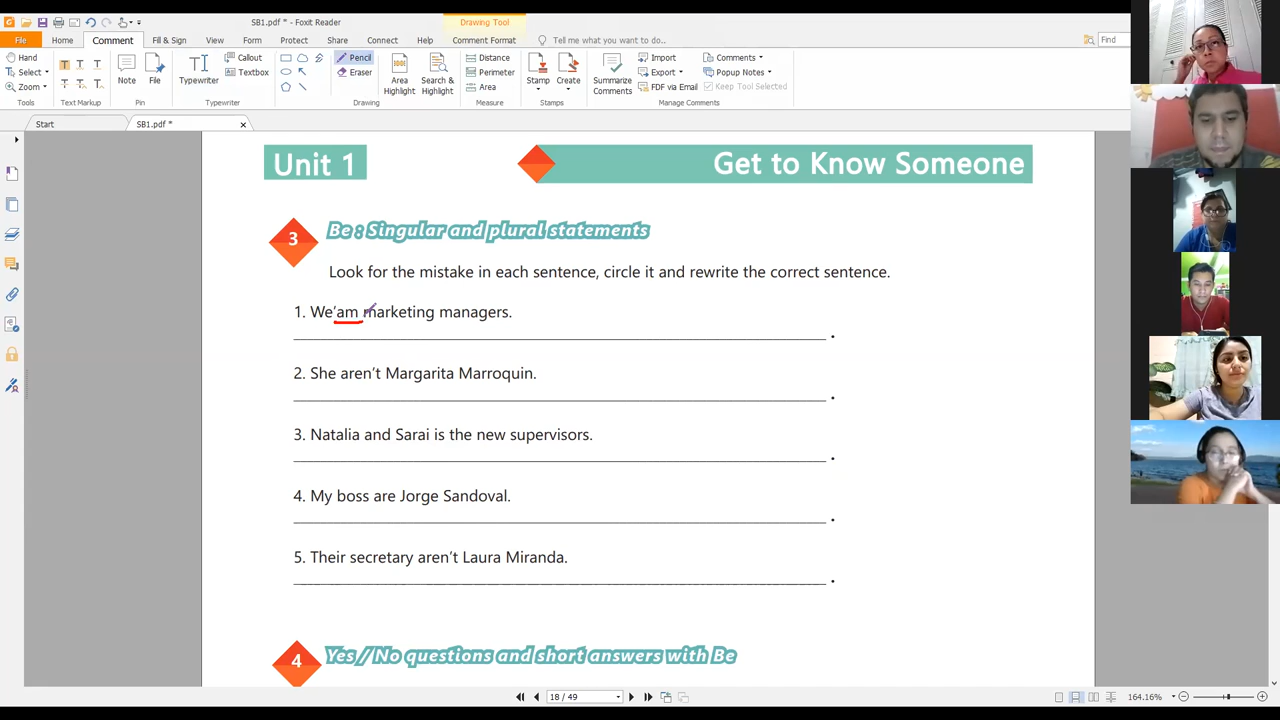 SB1.pdf * - Foxit Reader
Drawing Tool
File Home Comment Fill & Sign View Form Protect Share Connect Help Comment Format Tell me what you want to do...
Find
Hand
Select
Zoom
Tools
Text Markup
Note
File
Pin
Typewriter
Callout
Textbox
Typewriter
Pencil
Eraser
Drawing
Area Highlight
Search & Highlight
Distance
Perimeter
Area
Measure
Stamp
Create
Stamps
Summarize Comments
Import
Export
FDF via Email
Comments
Popup Notes
Keep Tool Selected
Manage Comments
Start
SB1.pdf *
Unit 1
Get to Know Someone
3
Be : Singular and plural statements
Look for the mistake in each sentence, circle it and rewrite the correct sentence.
1. We'am marketing managers.
2. She aren't Margarita Marroquin.
3. Natalia and Sarai is the new supervisors.
4. My boss are Jorge Sandoval.
5. Their secretary aren't Laura Miranda.
4
Yes / No questions and short answers with Be
18 / 49
164.16%